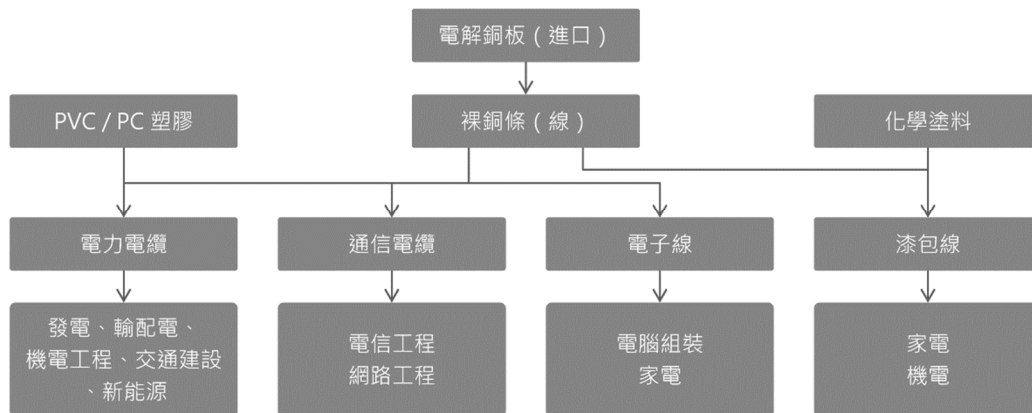 電解銅板（進口）
PVC / PC 塑膠
裸銅條（線）
化學塗料
電力電纜
通信電纜
電子線
漆包線
發電、輸配電、
機電工程、交通建設
、新能源
電信工程
網路工程
電腦組裝
家電
家電
機電